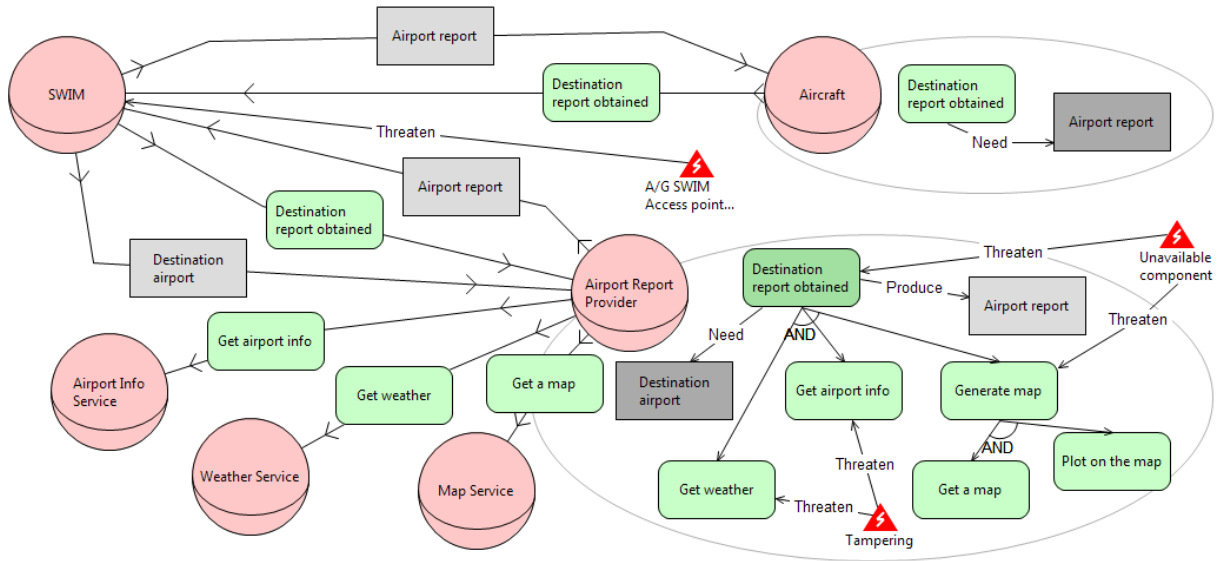 Airport report
SWIM
Destination
report obtained
Aircraft
Destination
report obtained
Airport report
Need
Threaten
A/G SWIM
Access point...
Airport report
Destination
report obtained
Destination
airport
Airport Report
Provider
Destination
report obtained
Threaten
Unavailable
component
Produce
Airport report
Threaten
Need
AND
Get airport info
Get weather
Get a map
Destination
airport
Get airport info
Generate map
Airport Info
Service
AND
Plot on the map
Threaten
Weather Service
Map Service
Get weather
Get a map
Threaten
Tampering